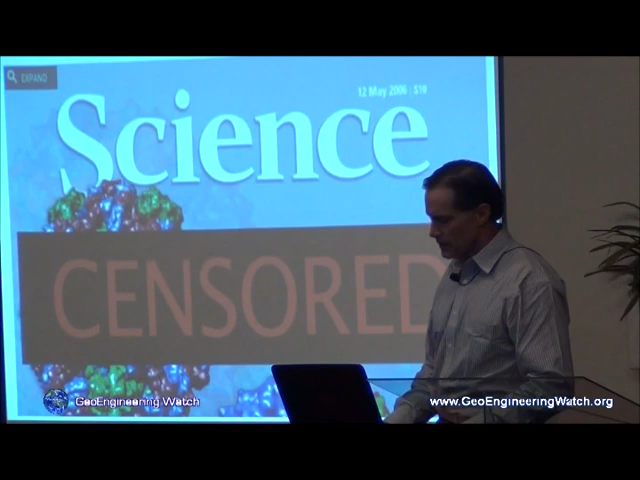 EXPAND
12 May 2006 | $10
Science
CENSORED
GeoEngineering Watch
www.GeoEngineeringWatch.org